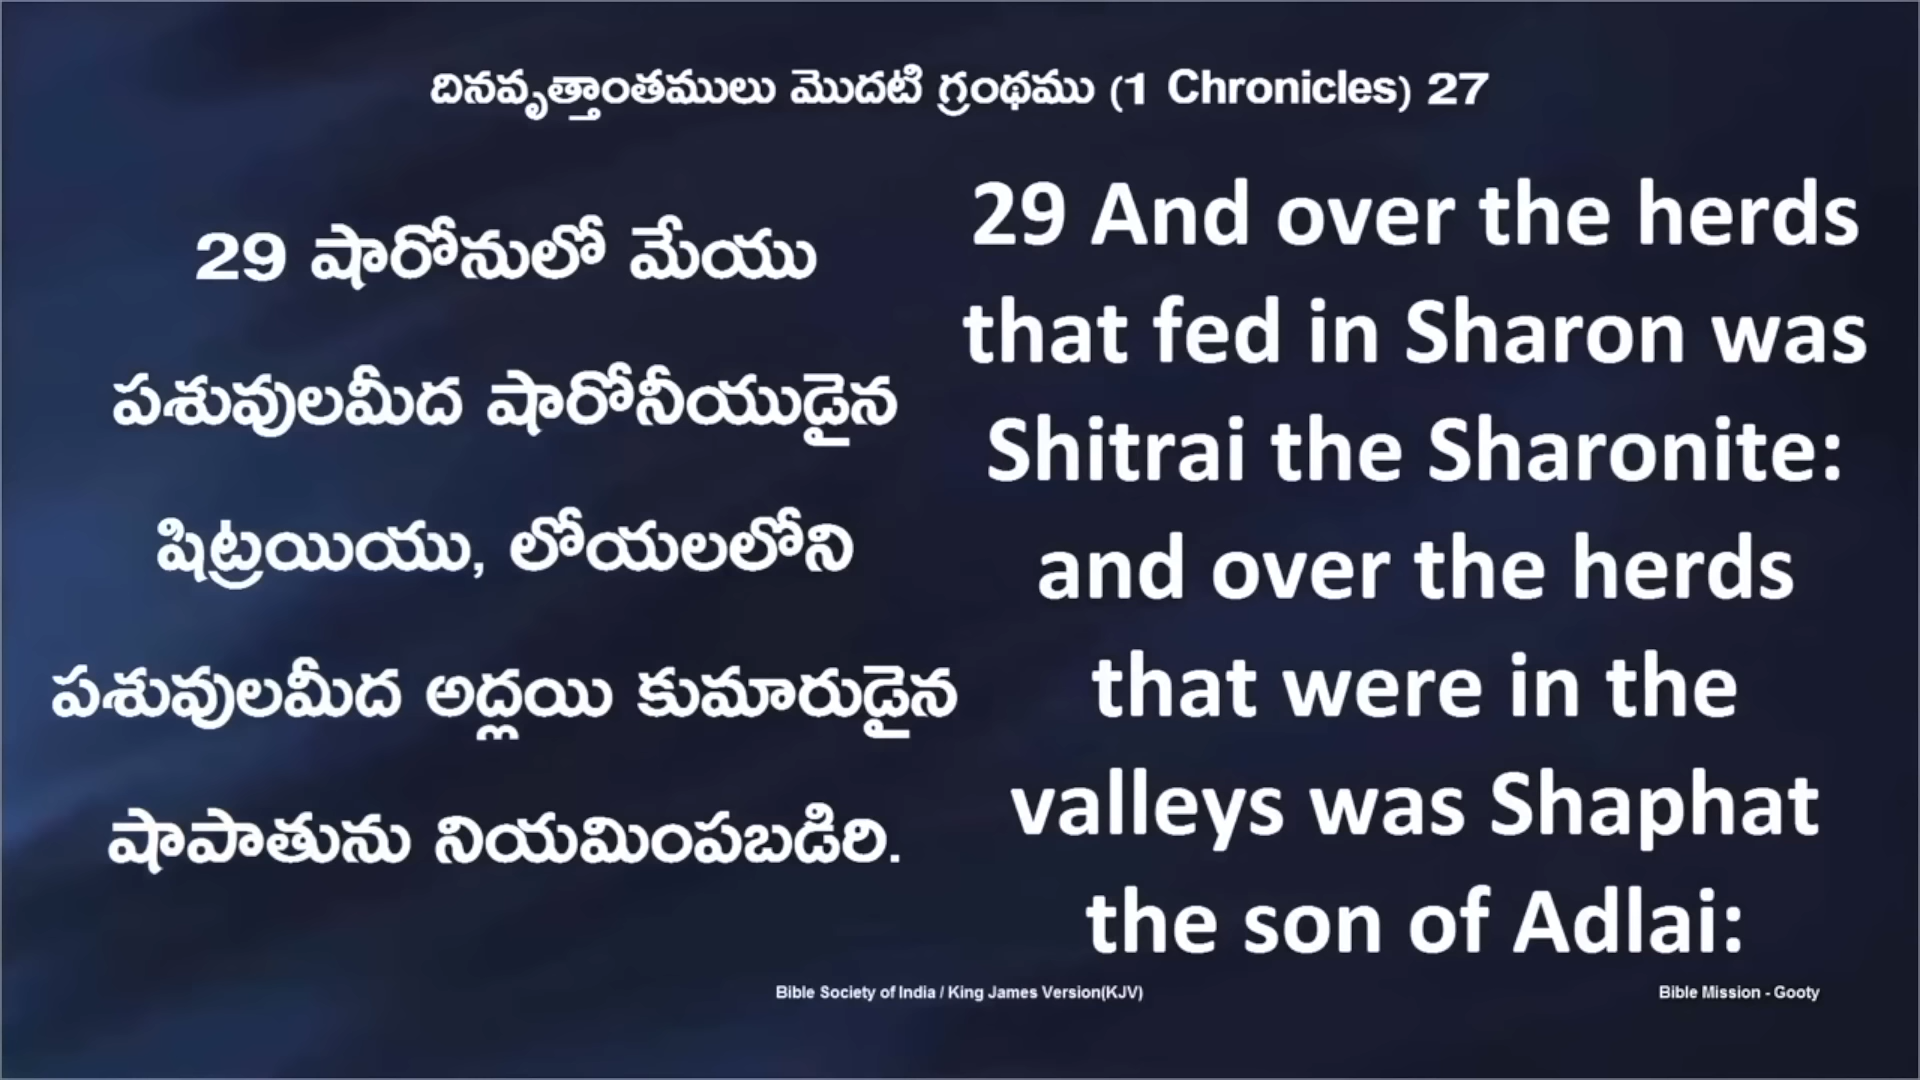 దినవృత్తాంతములు మొదటి గ్రంథము (1 Chronicles) 27
29 షారోనులో మేయు
పశువులమీద షారోనీయుడైన
షిట్రయియు, లోయలలోని
పశువులమీద అద్లయి కుమారుడైన
షాపాతును నియమింపబడిరి.
29 And over the herds
that fed in Sharon was
Shitrai the Sharonite:
and over the herds
that were in the
valleys was Shaphat
the son of Adlai:
Bible Society of India / King James Version(KJV)
Bible Mission - Gooty